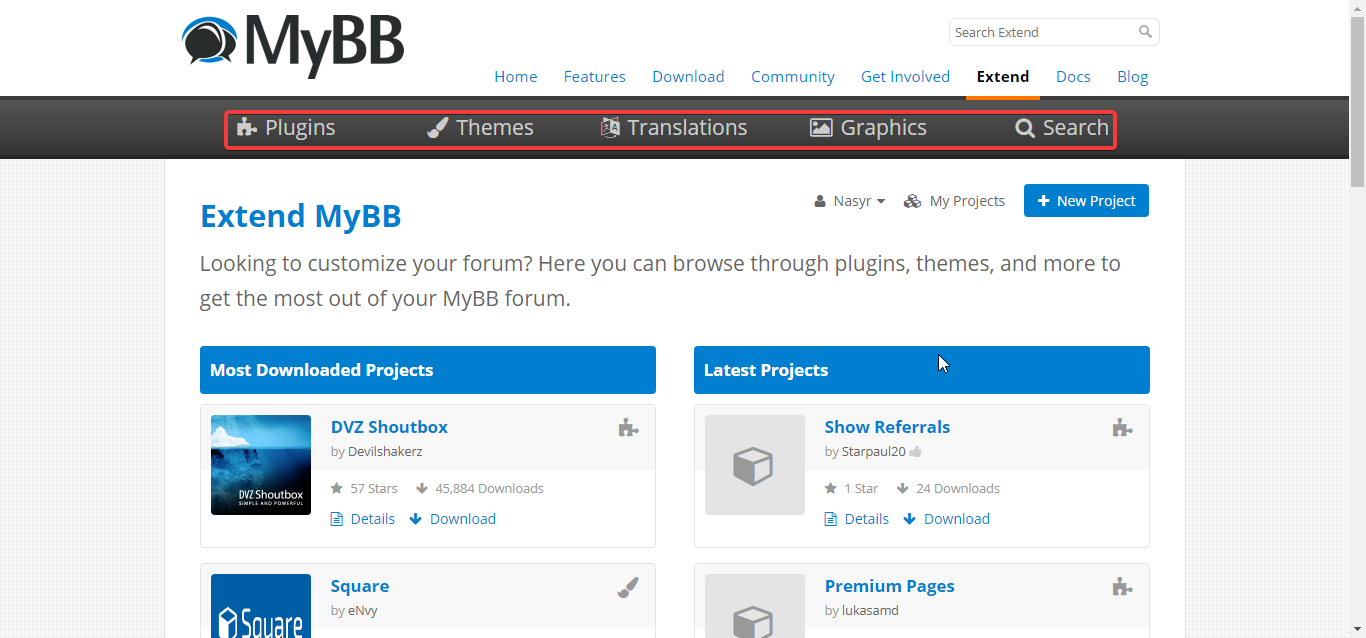 MyBB
Search Extend
Home Features Download Community Get Involved Extend Docs Blog
Plugins Themes Translations Graphics Search
Nasyr My Projects New Project
Extend MyBB
Looking to customize your forum? Here you can browse through plugins, themes, and more to
get the most out of your MyBB forum.
Most Downloaded Projects
DVZ Shoutbox
by Devilshakerz
57 Stars 45,884 Downloads
Details Download
DVZ Shoutbox
SIMPLE AND POWERFUL
Square
by eNvy
Square
Latest Projects
Show Referrals
by Starpaul20
1 Star 24 Downloads
Details Download
Premium Pages
by lukasamd